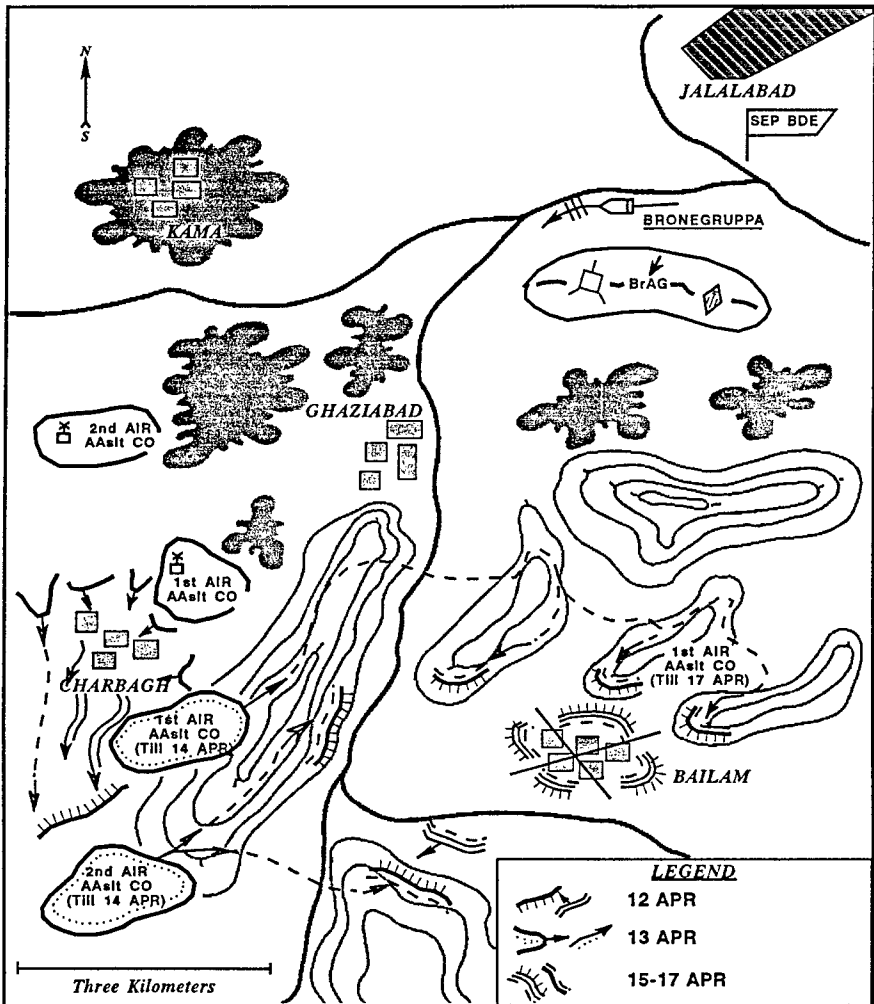 N
S
JALALABAD
SEP BDE
KAMA
BRONEGRUPPA
BrAG
GHAZIABAD
2nd AIR
AAslt CO
1st AIR
AAslt CO
1st AIR
AAslt CO
(Till 17 APR)
CHARBAGH
1st AIR
AAslt CO
(Till 14 APR)
BAILAM
2nd AIR
AAslt CO
(Till 14 APR)
LEGEND
12 APR
13 APR
15-17 APR
Three Kilometers